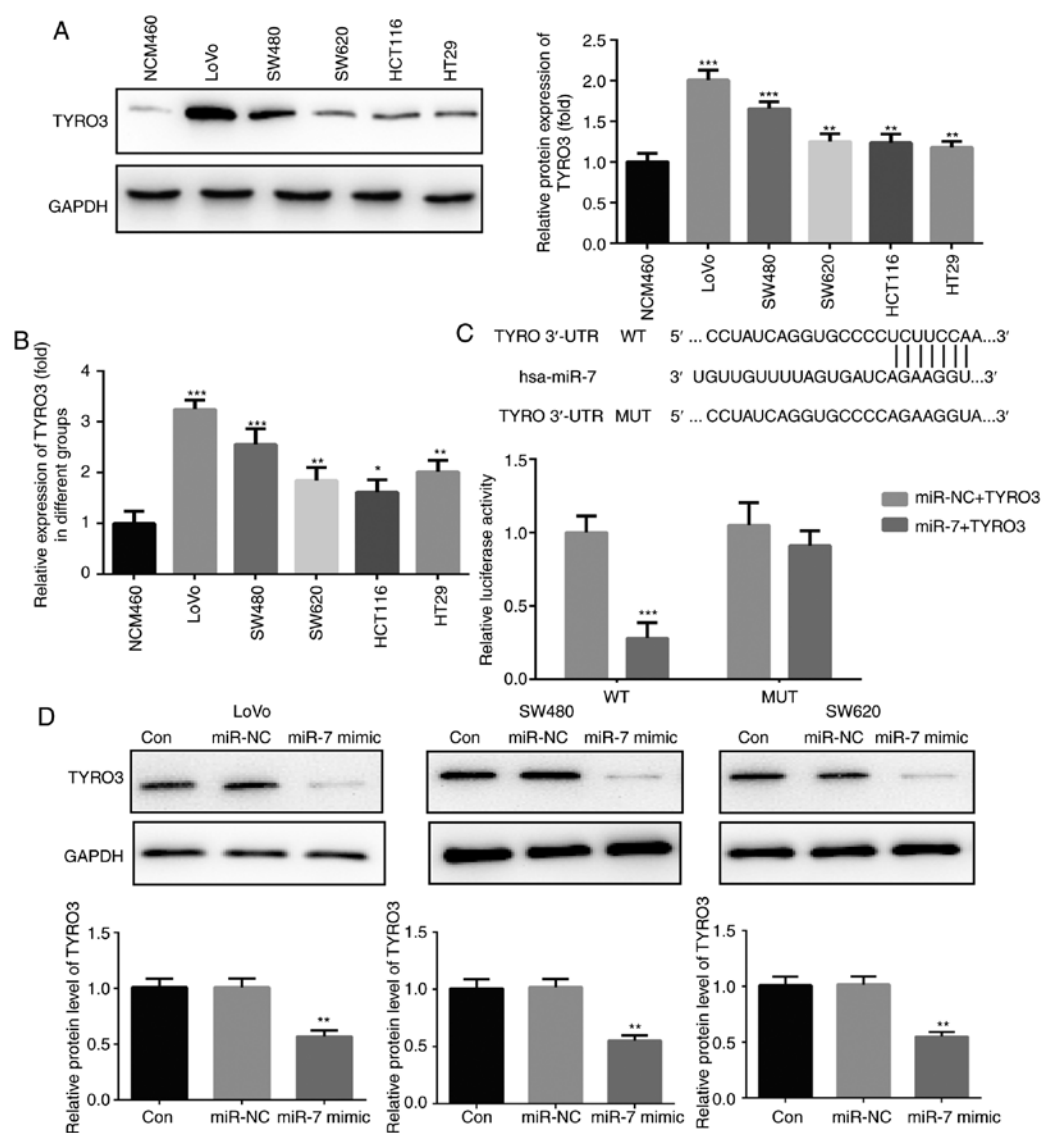 A
NCM460
LoVo
SW480
SW620
HCT116
HT29
TYRO3
GAPDH
Relative protein expression of
TYRO3 (fold)
2.5
2.0
1.5
1.0
0.5
0.0
***
***
**
**
**
NCM460
LoVo
SW480
SW620
HCT116
HT29
B
Relative expression of TYRO3 (fold)
in different groups
4
3
2
1
0
***
***
**
*
**
NCM460
LoVo
SW480
SW620
HCT116
HT29
C
TYRO 3′-UTR WT 5′ ... CCUAUCAGGUGCCCCUCUUCCAA...3′
hsa-miR-7 3′ UGUUGUUUUAGUGAUCAGAAGGU...3′
TYRO 3′-UTR MUT 5′ ... CCUAUCAGGUGCCCCAGAAGGUA...3′
Relative luciferase activity
1.5
1.0
0.5
0.0
***
WT
MUT
miR-NC+TYRO3
miR-7+TYRO3
D
LoVo
Con miR-NC miR-7 mimic
SW480
Con miR-NC miR-7 mimic
SW620
Con miR-NC miR-7 mimic
TYRO3
GAPDH
Relative protein level of TYRO3
1.5
1.0
0.5
0.0
**
Con miR-NC miR-7 mimic
Relative protein level of TYRO3
1.5
1.0
0.5
0.0
**
Con miR-NC miR-7 mimic
Relative protein level of TYRO3
1.5
1.0
0.5
0.0
**
Con miR-NC miR-7 mimic